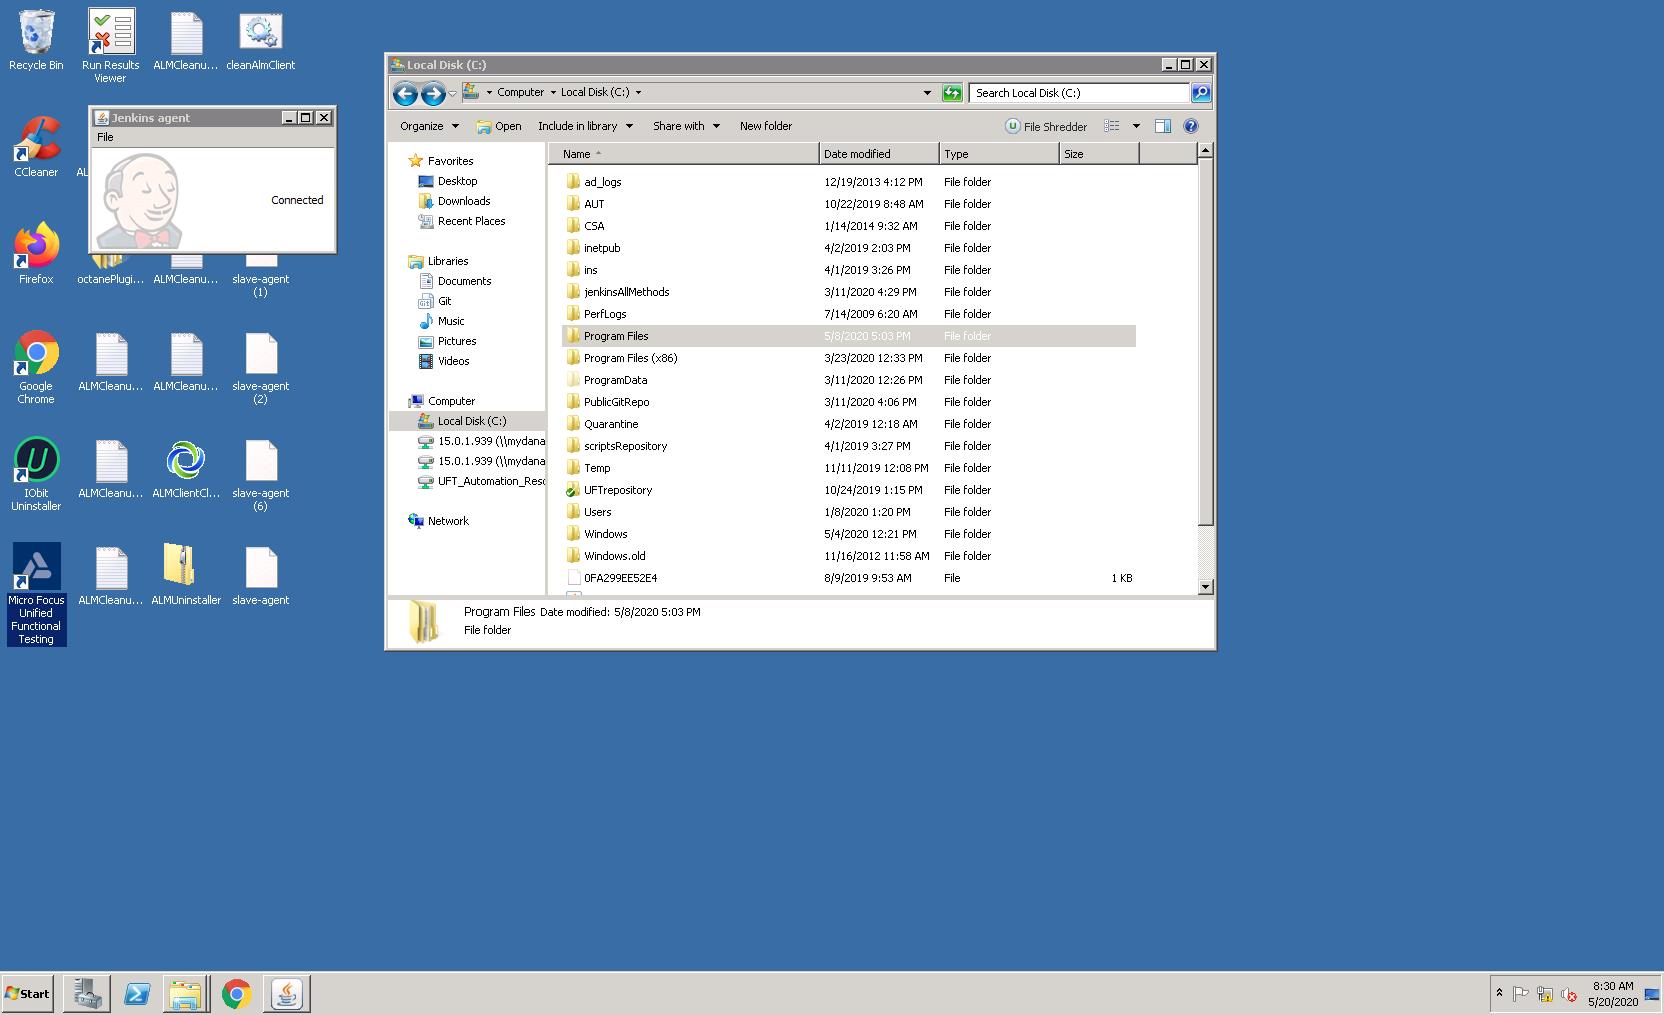 Recycle Bin
Run Results Viewer
ALMCleanu...
cleanAlmClient
CCleaner
AL
Firefox
octanePlugi...
ALMCleanu...
slave-agent (1)
Google Chrome
ALMCleanu...
ALMCleanu...
slave-agent (2)
IObit Uninstaller
ALMCleanu...
ALMClientCl...
slave-agent (6)
Micro Focus Unified Functional Testing
ALMCleanu...
ALMUninstaller
slave-agent
Jenkins agent
File
Connected
Local Disk (C:)
Computer Local Disk (C:)
Search Local Disk (C:)
Organize Open Include in library Share with New folder File Shredder
Favorites
Desktop
Downloads
Recent Places
Libraries
Documents
Git
Music
Pictures
Videos
Computer
Local Disk (C:)
15.0.1.939 (\\mydana
15.0.1.939 (\\mydana
UFT_Automation_Reso
Network
Name Date modified Type Size
ad_logs 12/19/2013 4:12 PM File folder
AUT 10/22/2019 8:48 AM File folder
CSA 1/14/2014 9:32 AM File folder
inetpub 4/2/2019 2:03 PM File folder
ins 4/1/2019 3:26 PM File folder
jenkinsAllMethods 3/11/2020 4:29 PM File folder
PerfLogs 7/14/2009 6:20 AM File folder
Program Files 5/8/2020 5:03 PM File folder
Program Files (x86) 3/23/2020 12:33 PM File folder
ProgramData 3/11/2020 12:26 PM File folder
PublicGitRepo 3/11/2020 4:06 PM File folder
Quarantine 4/2/2019 12:18 AM File folder
scriptsRepository 4/1/2019 3:27 PM File folder
Temp 11/11/2019 12:08 PM File folder
UFTrepository 10/24/2019 1:15 PM File folder
Users 1/8/2020 1:20 PM File folder
Windows 5/4/2020 12:21 PM File folder
Windows.old 11/16/2012 11:58 AM File folder
0FA299EE52E4 8/9/2019 9:53 AM File 1 KB
Program Files Date modified: 5/8/2020 5:03 PM
File folder
Start
8:30 AM
5/20/2020